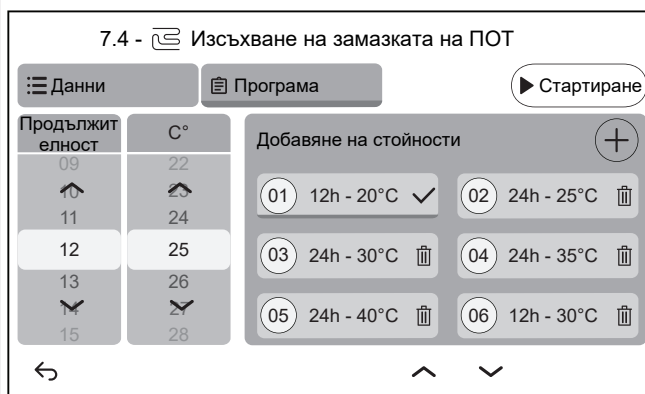 7.4 - Изсъхване на замазката на ПОТ
Данни
Програма
Стартиране
Продължит
елност
C°
Добавяне на стойности
09
10
11
12
13
14
15
22
23
24
25
26
27
28
01 12h - 20°C
02 24h - 25°C
03 24h - 30°C
04 24h - 35°C
05 24h - 40°C
06 12h - 30°C